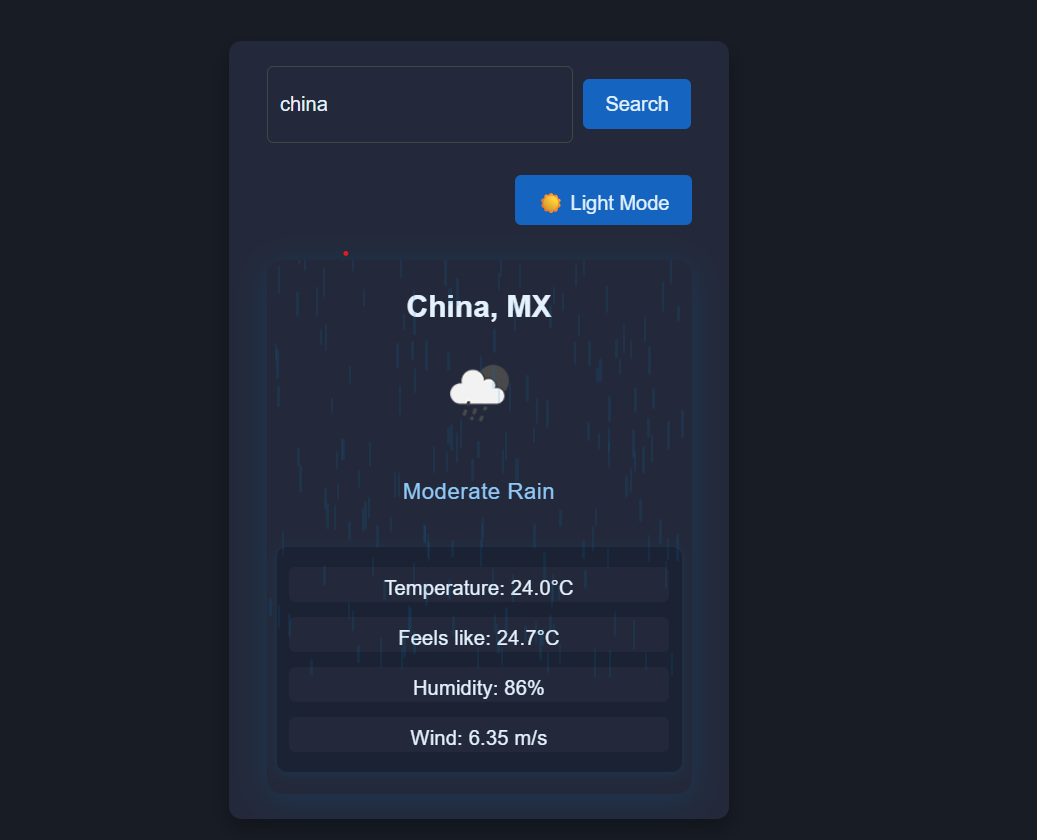 china
Search
Light Mode
China, MX
Moderate Rain
Temperature: 24.0°C
Feels like: 24.7°C
Humidity: 86%
Wind: 6.35 m/s